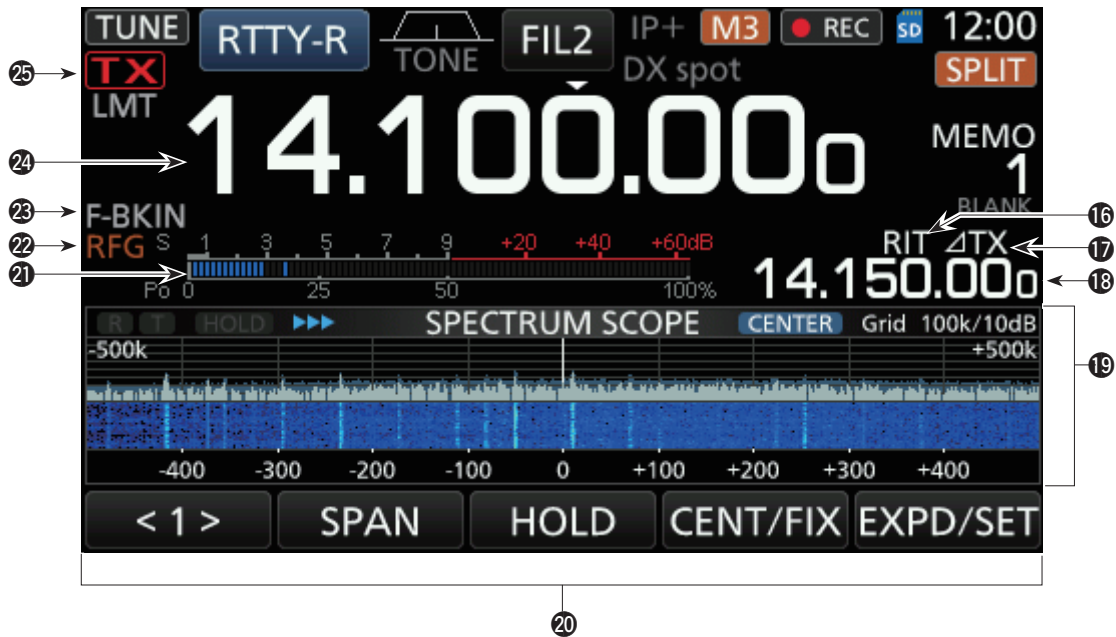 TUNE RTTY-R TONE FIL2 IP+ M3 REC SD 12:00
㉕ TX DX spot SPLIT
LMT
㉔ 14.100.000 MEMO
1
㉓ F-BKIN BLANK ⑯
㉒ RFG S 1 3 5 7 9 +20 +40 +60dB RIT ⊿TX ⑰
㉑ Po 0 25 50 100% 14.150.000 ⑱
R T HOLD SPECTRUM SCOPE CENTER Grid 100k/10dB
-500k +500k
⑲
-400 -300 -200 -100 0 +100 +200 +300 +400
< 1 > SPAN HOLD CENT/FIX EXPD/SET
⑳